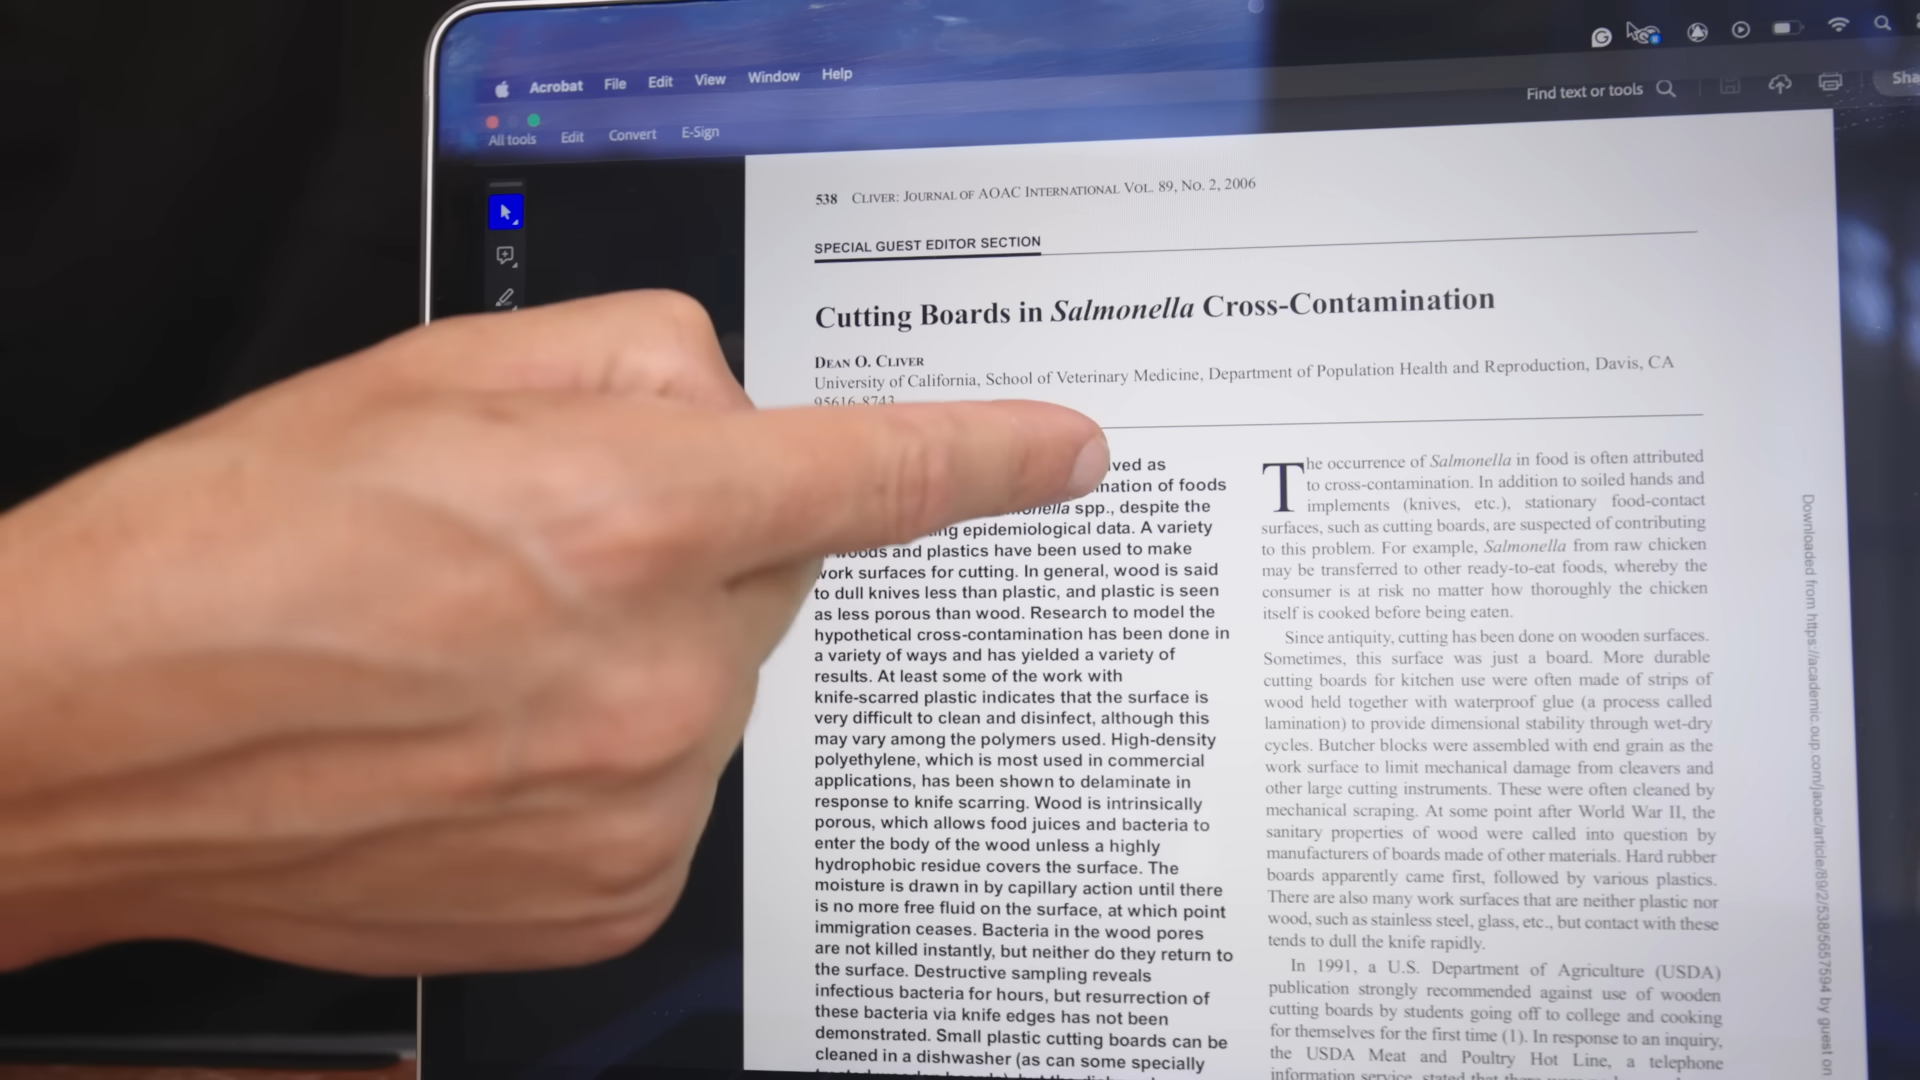 Acrobat File Edit View Window Help
Find text or tools
Sha
All tools Edit Convert E-Sign
538 CLIVER: JOURNAL OF AOAC INTERNATIONAL VOL. 89, NO. 2, 2006
SPECIAL GUEST EDITOR SECTION
Cutting Boards in Salmonella Cross-Contamination
DEAN O. CLIVER
University of California, School of Veterinary Medicine, Department of Population Health and Reproduction, Davis, CA
95616-8743
as
of foods
spp., despite the
epidemiological data. A variety
woods and plastics have been used to make
work surfaces for cutting. In general, wood is said
to dull knives less than plastic, and plastic is seen
as less porous than wood. Research to model the
hypothetical cross-contamination has been done in
a variety of ways and has yielded a variety of
results. At least some of the work with
knife-scarred plastic indicates that the surface is
very difficult to clean and disinfect, although this
may vary among the polymers used. High-density
polyethylene, which is most used in commercial
applications, has been shown to delaminate in
response to knife scarring. Wood is intrinsically
porous, which allows food juices and bacteria to
enter the body of the wood unless a highly
hydrophobic residue covers the surface. The
moisture is drawn in by capillary action until there
is no more free fluid on the surface, at which point
immigration ceases. Bacteria in the wood pores
are not killed instantly, but neither do they return to
the surface. Destructive sampling reveals
infectious bacteria for hours, but resurrection of
these bacteria via knife edges has not been
demonstrated. Small plastic cutting boards can be
cleaned in a dishwasher (as can some specially
The occurrence of Salmonella in food is often attributed
to cross-contamination. In addition to soiled hands and
implements (knives, etc.), stationary food-contact
surfaces, such as cutting boards, are suspected of contributing
to this problem. For example, Salmonella from raw chicken
may be transferred to other ready-to-eat foods, whereby the
consumer is at risk no matter how thoroughly the chicken
itself is cooked before being eaten.
Since antiquity, cutting has been done on wooden surfaces.
Sometimes, this surface was just a board. More durable
cutting boards for kitchen use were often made of strips of
wood held together with waterproof glue (a process called
lamination) to provide dimensional stability through wet-dry
cycles. Butcher blocks were assembled with end grain as the
work surface to limit mechanical damage from cleavers and
other large cutting instruments. These were often cleaned by
mechanical scraping. At some point after World War II, the
sanitary properties of wood were called into question by
manufacturers of boards made of other materials. Hard rubber
boards apparently came first, followed by various plastics.
There are also many work surfaces that are neither plastic nor
wood, such as stainless steel, glass, etc., but contact with these
tends to dull the knife rapidly.
In 1991, a U.S. Department of Agriculture (USDA)
publication strongly recommended against use of wooden
cutting boards by students going off to college and cooking
for themselves for the first time (1). In response to an inquiry,
the USDA Meat and Poultry Hot Line, a telephone
information service, stated that there
Downloaded from https://academic.oup.com/jaoac/article/89/2/538/5657594 by guest on